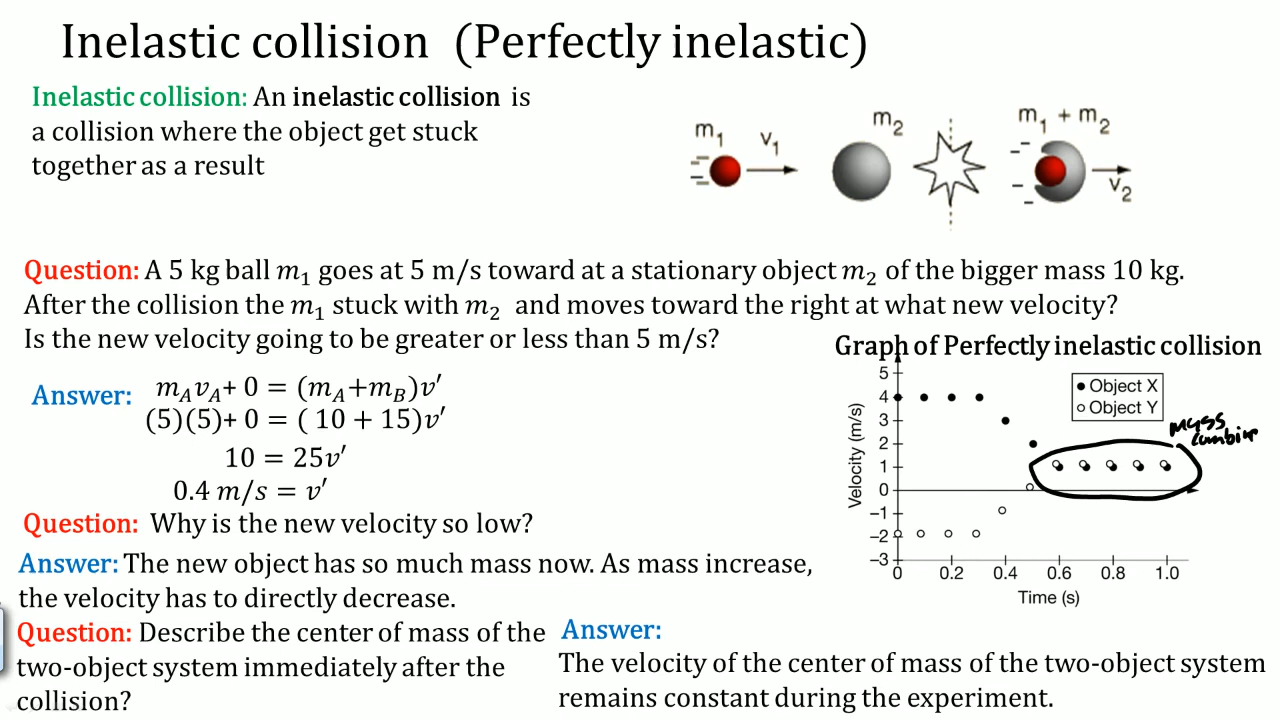 Inelastic collision (Perfectly inelastic)
Inelastic collision: An inelastic collision is
a collision where the object get stuck
together as a result
m₁
v₁
m₂
m₁ + m₂
v₂
Question: A 5 kg ball m₁ goes at 5 m/s toward at a stationary object m₂ of the bigger mass 10 kg.
After the collision the m₁ stuck with m₂ and moves toward the right at what new velocity?
Is the new velocity going to be greater or less than 5 m/s?
Answer:
m_A v_A + 0 = (m_A + m_B)v′
(5)(5)+ 0 = ( 10 + 15)v′
10 = 25v′
0.4 m/s = v′
Question: Why is the new velocity so low?
Answer: The new object has so much mass now. As mass increase,
the velocity has to directly decrease.
Question: Describe the center of mass of the
two-object system immediately after the
collision?
Answer:
The velocity of the center of mass of the two-object system
remains constant during the experiment.
Graph of Perfectly inelastic collision
Object X
Object Y
mass
Velocity (m/s)
5
4
3
2
1
0
−1
−2
−3
0 0.2 0.4 0.6 0.8 1.0
Time (s)